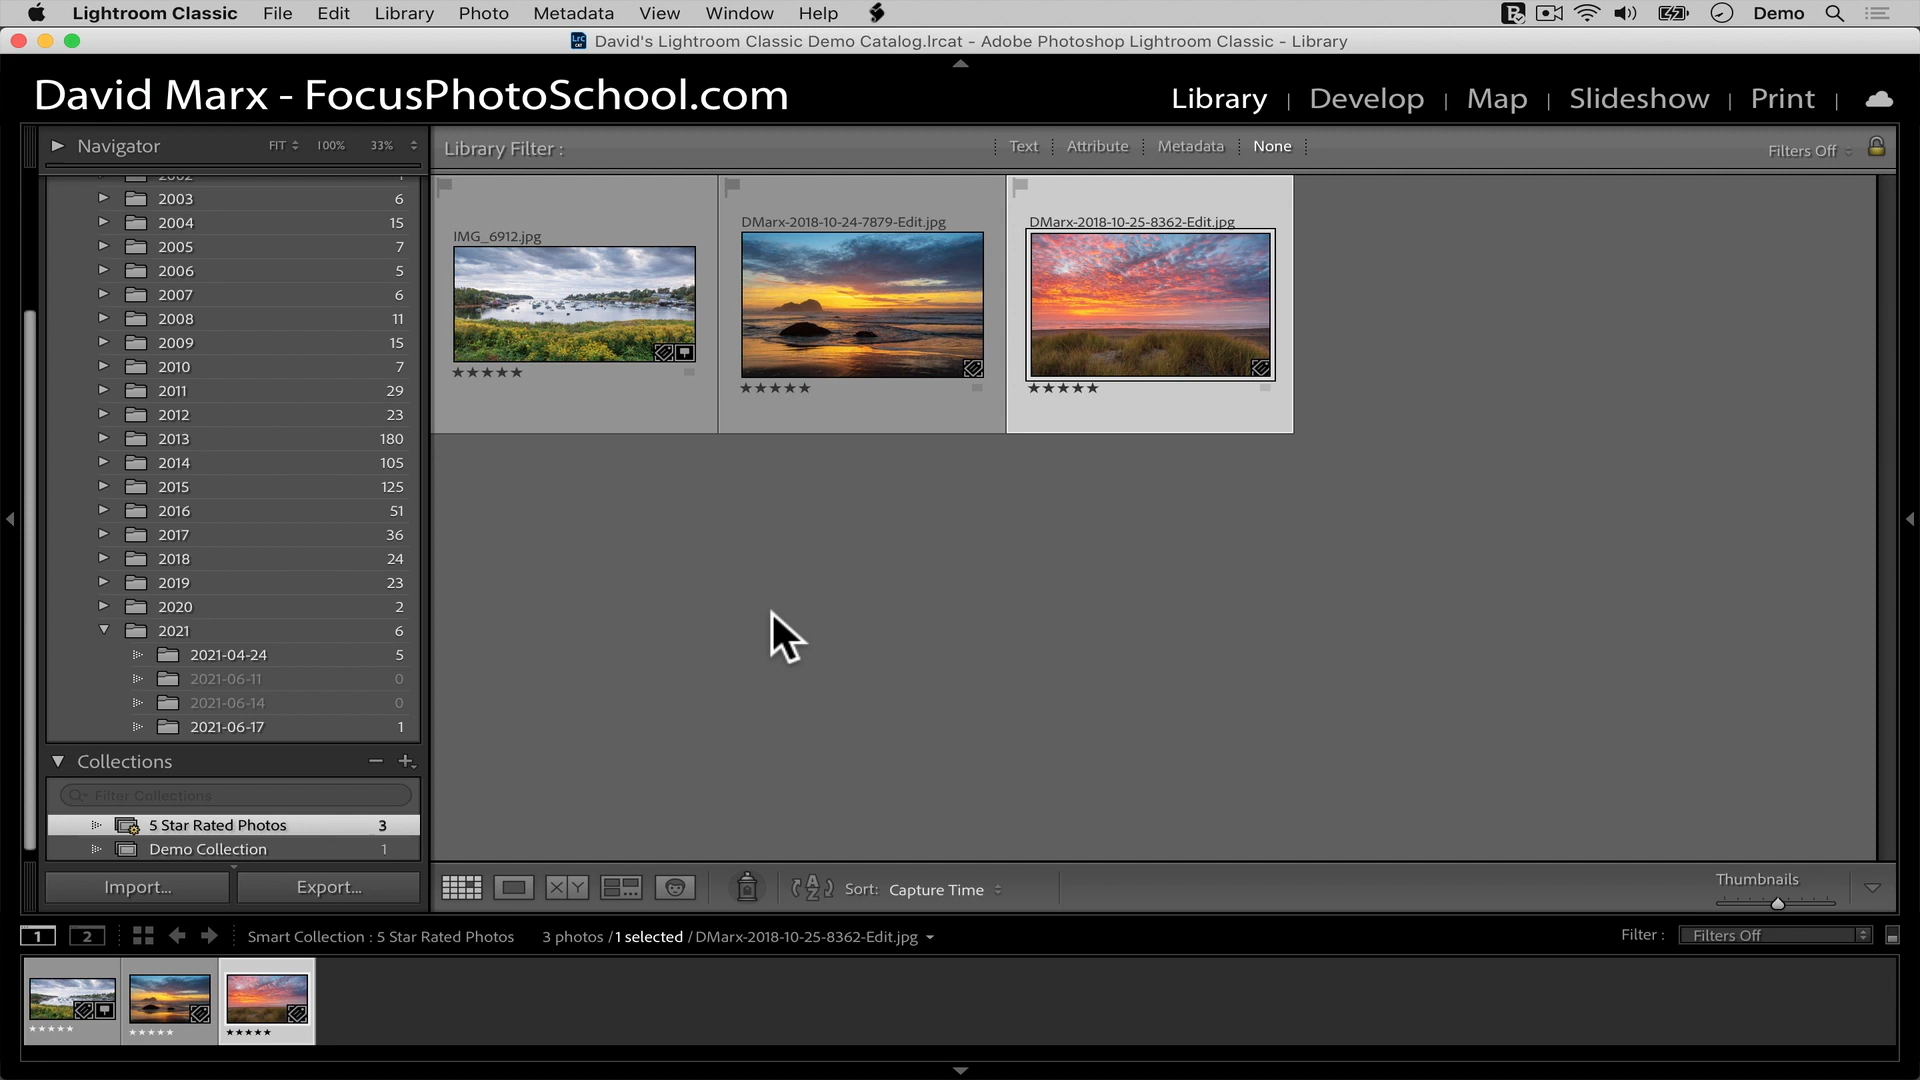 Lightroom Classic File Edit Library Photo Metadata View Window Help Demo
David's Lightroom Classic Demo Catalog.lrcat - Adobe Photoshop Lightroom Classic - Library
David Marx - FocusPhotoSchool.com
Library | Develop | Map | Slideshow | Print |
Navigator FIT 100% 33%
Library Filter : Text Attribute Metadata None Filters Off
2002 1
2003 6
2004 15
2005 7
2006 5
2007 6
2008 11
2009 15
2010 7
2011 29
2012 23
2013 180
2014 105
2015 125
2016 51
2017 36
2018 24
2019 23
2020 2
2021 6
2021-04-24 5
2021-06-11 0
2021-06-14 0
2021-06-17 1
IMG_6912.jpg
★★★★★
DMarx-2018-10-24-7879-Edit.jpg
★★★★★
DMarx-2018-10-25-8362-Edit.jpg
★★★★★
Collections
Filter Collections
5 Star Rated Photos 3
Demo Collection 1
Import... Export...
X Y
A Z
Sort: Capture Time
Thumbnails
1 2 Smart Collection : 5 Star Rated Photos 3 photos / 1 selected / DMarx-2018-10-25-8362-Edit.jpg
Filter : Filters Off
★★★★★ ★★★★★ ★★★★★